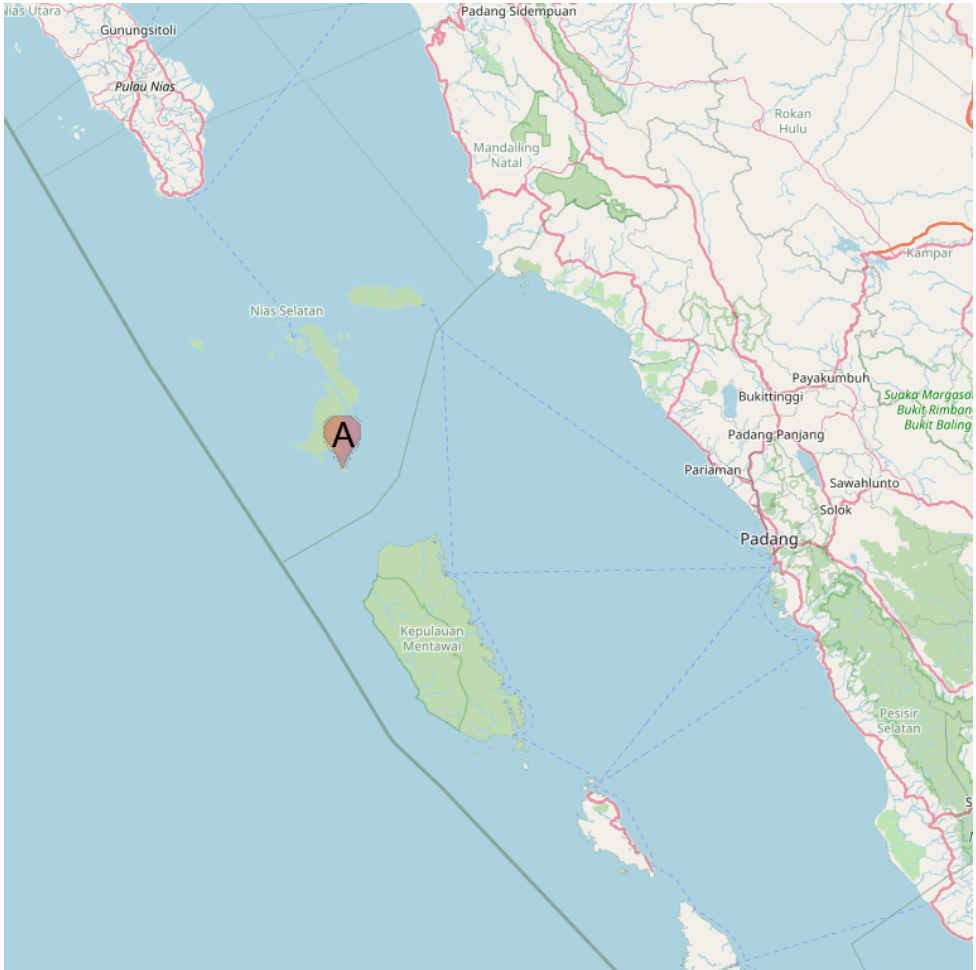 Nias Utara
Padang Sidempuan
Gunungsitoli
Pulau Nias
Rokan
Hulu
Mandailing
Natal
Kampar
Nias Selatan
Payakumbuh
Bukittinggi
Suaka Margasa
Bukit Rimban
Bukit Baling
A
Padang Panjang
Pariaman
Sawahlunto
Solok
Padang
Kepulauan
Mentawai
Pesisir
Selatan
S